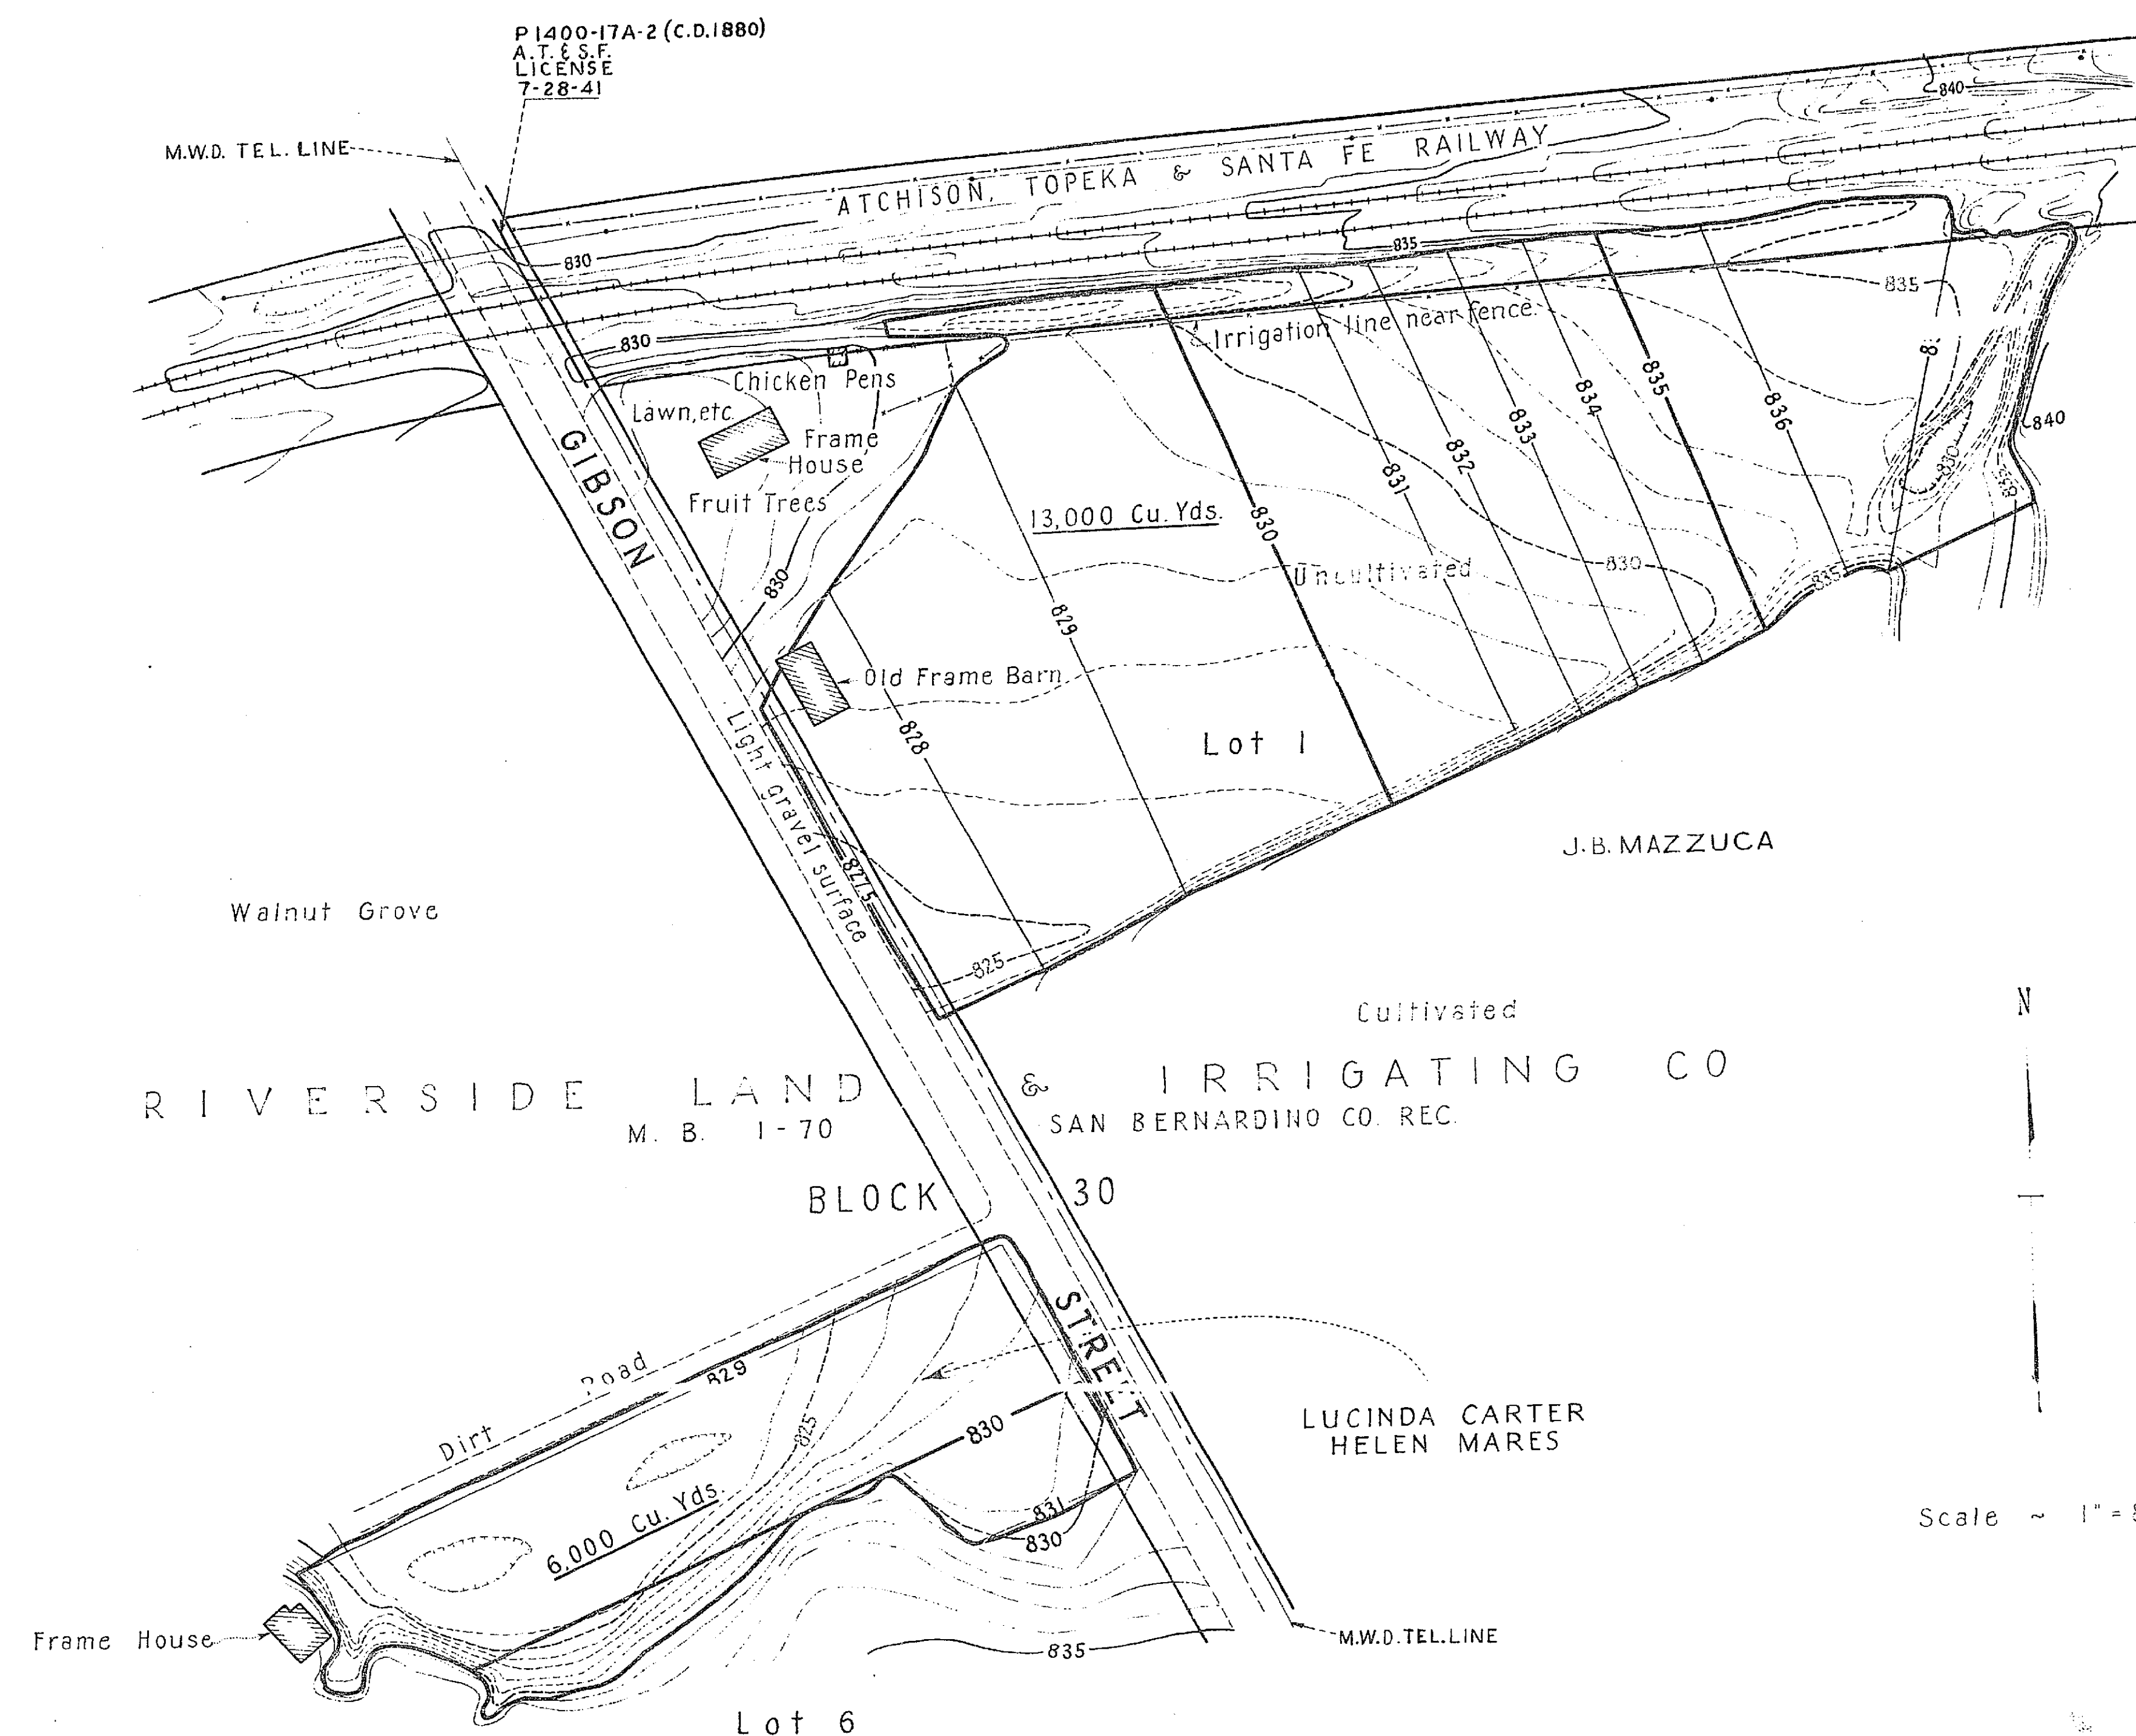 P1400-17A-2 (C.D.1880)
A.T. & S.F.
LICENSE
7-28-41
M.W.D. TEL. LINE
ATCHISON, TOPEKA & SANTA FE RAILWAY
840
830
835
835
830
Irrigation line near fence.
Chicken Pens
Lawn, etc.
Frame
House
Fruit Trees
GIBSON
13,000 Cu. Yds.
830
831
832
833
834
835
836
840
830
830
835
Uncultivated
830
829
828
Old Frame Barn
Lot 1
Light gravel surface
827.5
825
J.B. MAZZUCA
Walnut Grove
Cultivated
N
RIVERSIDE LAND & IRRIGATING CO
M. B. 1-70
SAN BERNARDINO CO. REC.
BLOCK 30
STREET
Dirt Road
829
825
830
831
830
6,000 Cu. Yds.
LUCINDA CARTER
HELEN MARES
Scale ~ 1" =
Frame House
835
M.W.D. TEL. LINE
Lot 6